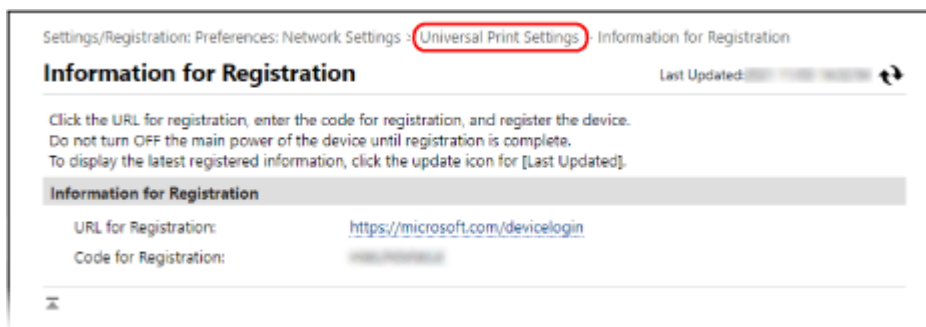 Settings/Registration: Preferences: Network Settings > Universal Print Settings > Information for Registration
Information for Registration
Last Updated:
Click the URL for registration, enter the code for registration, and register the device.
Do not turn OFF the main power of the device until registration is complete.
To display the latest registered information, click the update icon for [Last Updated].
Information for Registration
URL for Registration: https://microsoft.com/devicelogin
Code for Registration: